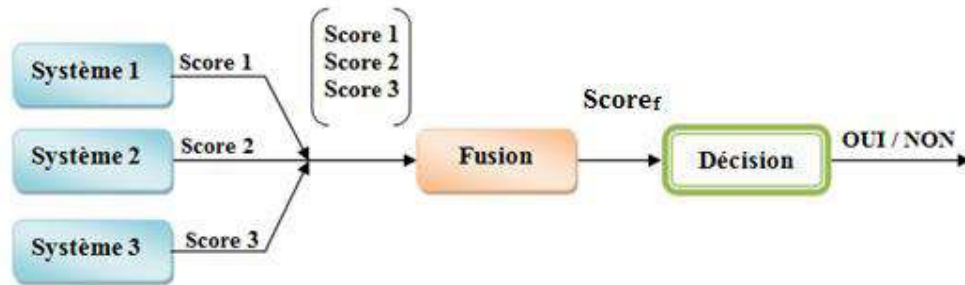 Système 1
Score 1
Système 2
Score 2
Système 3
Score 3
Score 1
Score 2
Score 3
Fusion
Scoref
Décision
OUI / NON